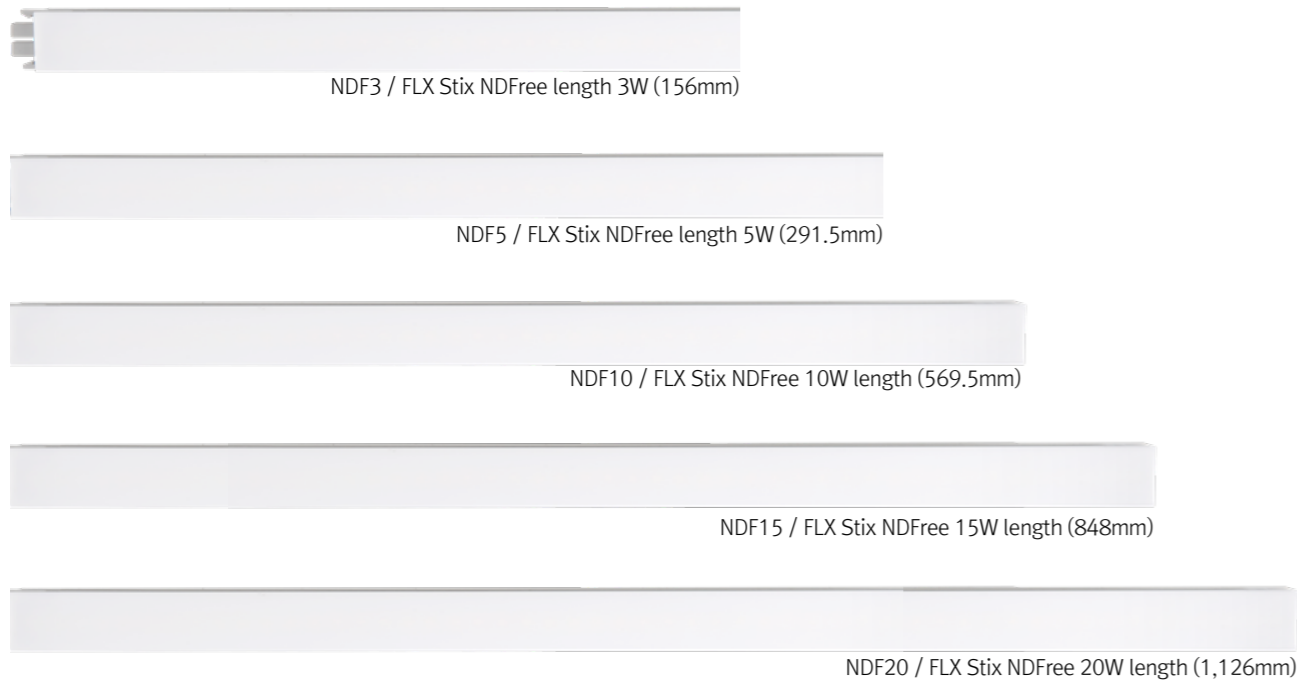 NDF3 / FLX Stix NDFree length 3W (156mm)
NDF5 / FLX Stix NDFree length 5W (291.5mm)
NDF10 / FLX Stix NDFree 10W length (569.5mm)
NDF15 / FLX Stix NDFree 15W length (848mm)
NDF20 / FLX Stix NDFree 20W length (1,126mm)